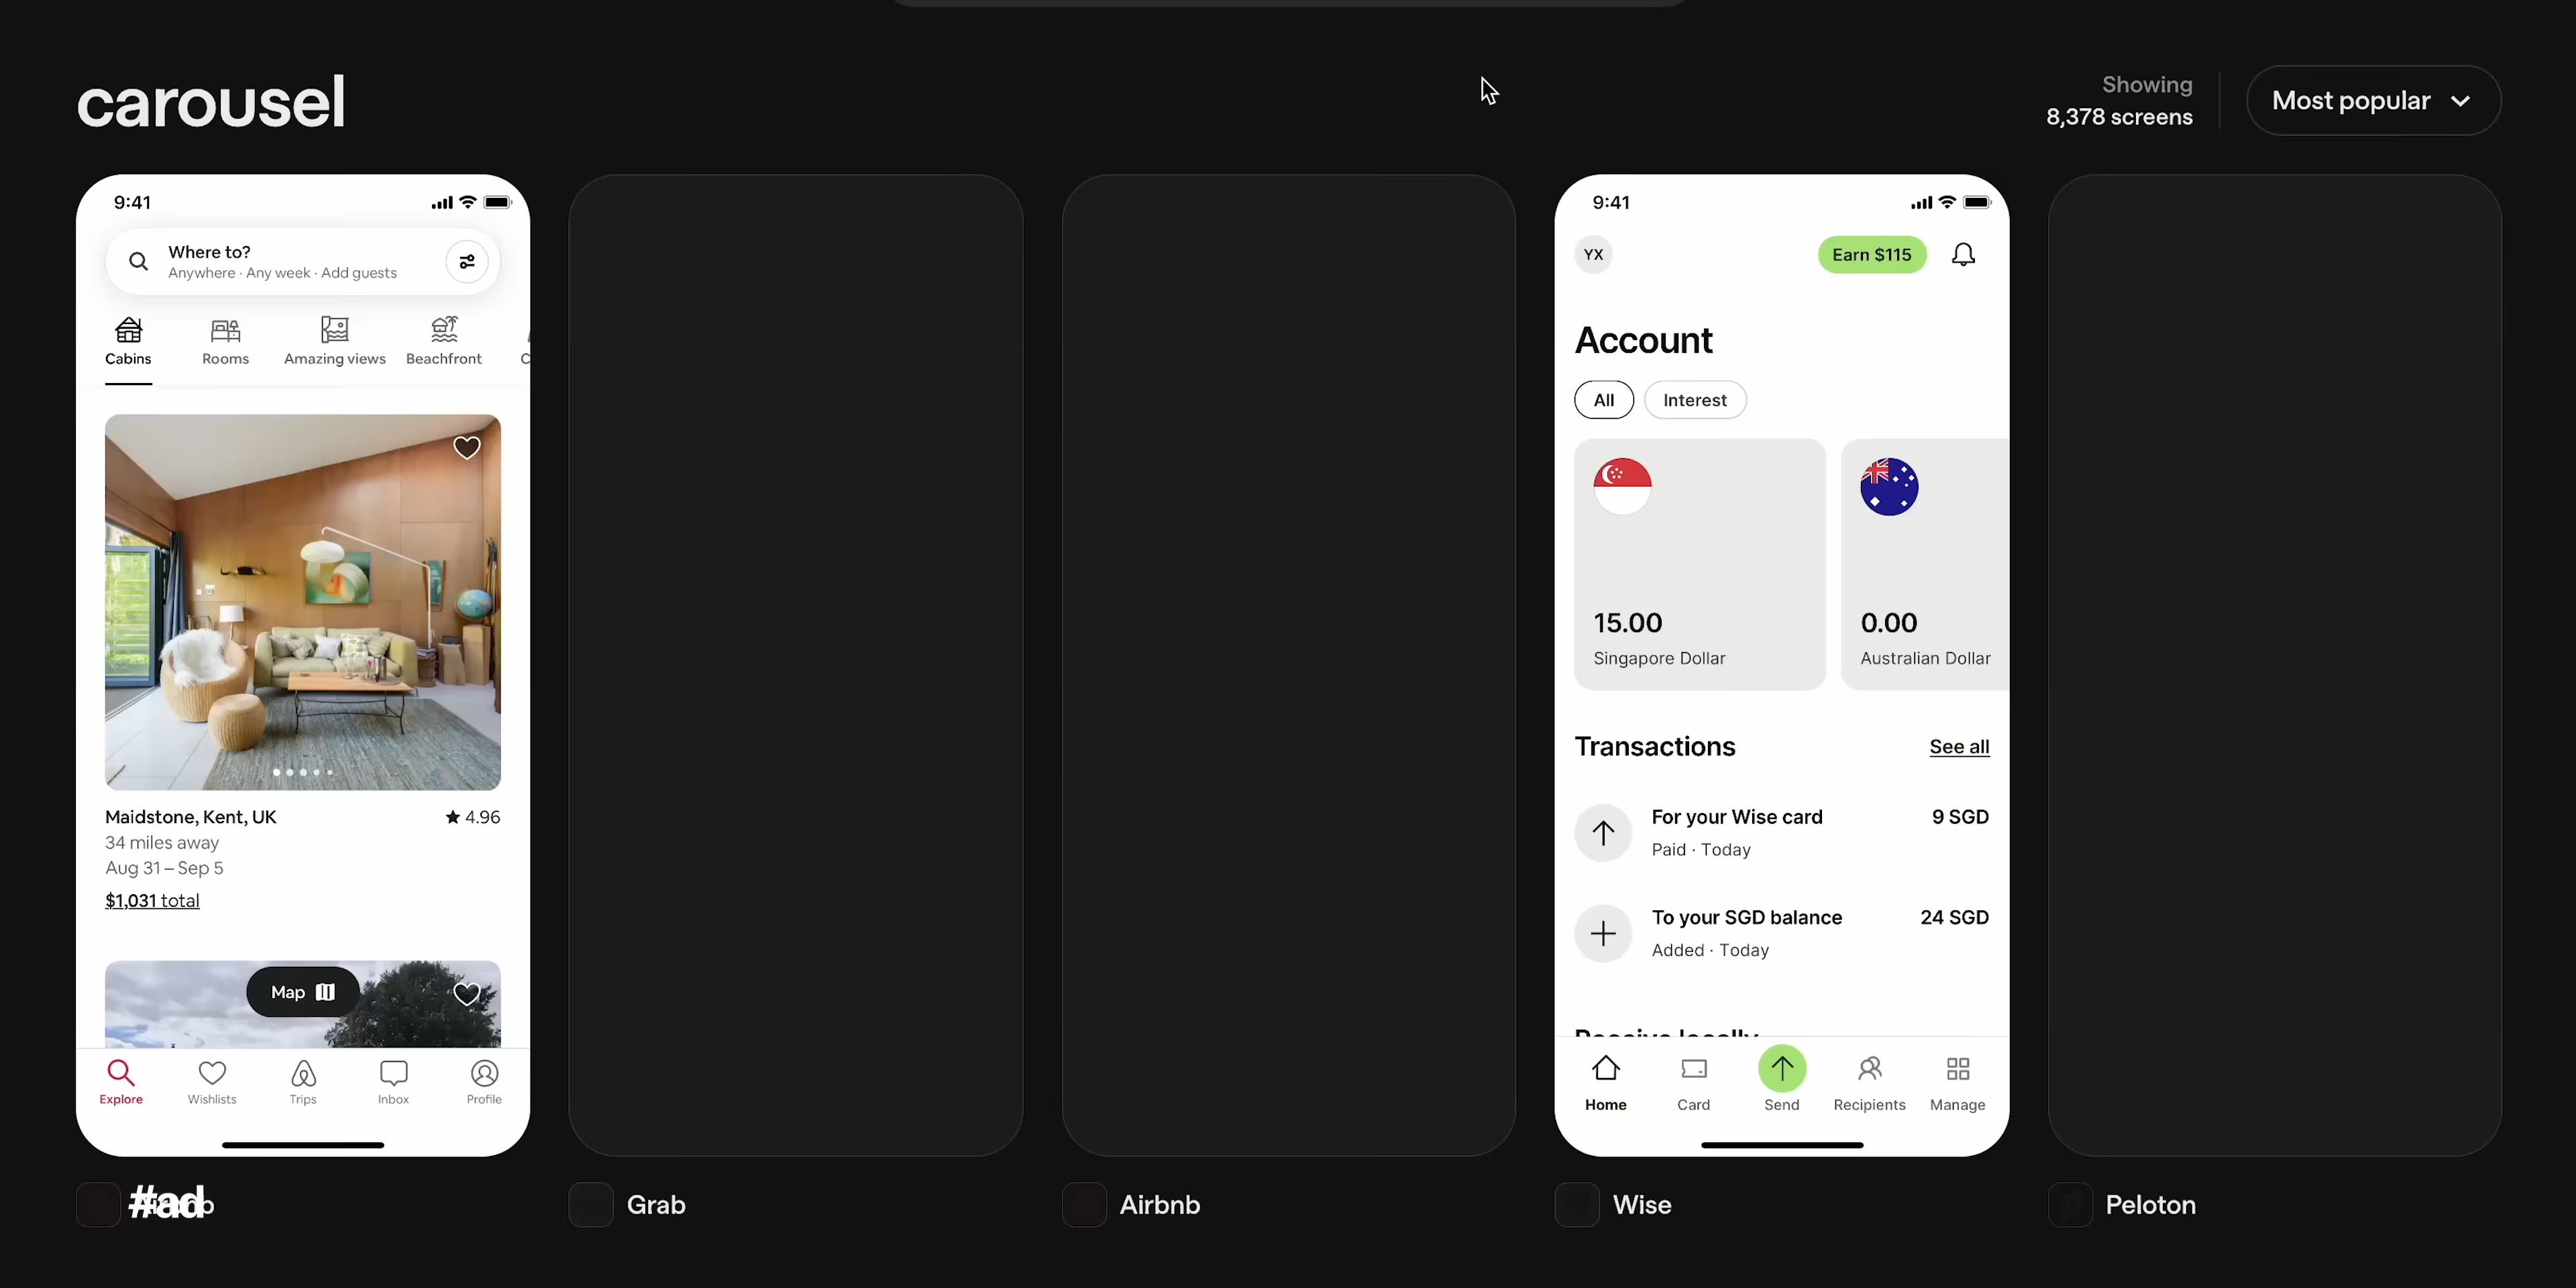 carousel
Showing
8,378 screens
Most popular
9:41
Where to?
Anywhere · Any week · Add guests
Cabins
Rooms
Amazing views
Beachfront
C
Maidstone, Kent, UK
★ 4.96
34 miles away
Aug 31 – Sep 5
$1,031 total
Map
Explore
Wishlists
Trips
Inbox
Profile
9:41
YX
Earn $115
Account
All
Interest
15.00
Singapore Dollar
0.00
Australian Dollar
Transactions
See all
For your Wise card
9 SGD
Paid · Today
To your SGD balance
24 SGD
Added · Today
Receive locally
Home
Card
Send
Recipients
Manage
#ad
Grab
Airbnb
Wise
Peloton